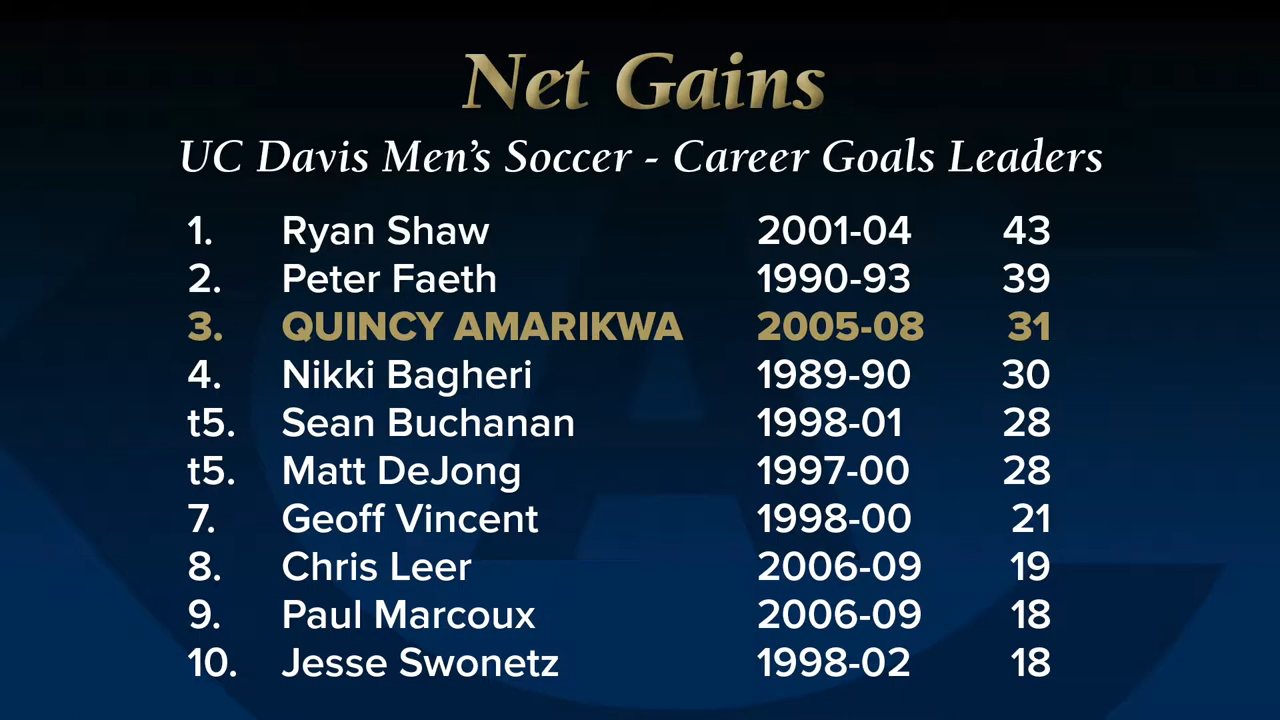 Net Gains
UC Davis Men's Soccer - Career Goals Leaders
1. Ryan Shaw 2001-04 43
2. Peter Faeth 1990-93 39
3. QUINCY AMARIKWA 2005-08 31
4. Nikki Bagheri 1989-90 30
t5. Sean Buchanan 1998-01 28
t5. Matt DeJong 1997-00 28
7. Geoff Vincent 1998-00 21
8. Chris Leer 2006-09 19
9. Paul Marcoux 2006-09 18
10. Jesse Swonetz 1998-02 18